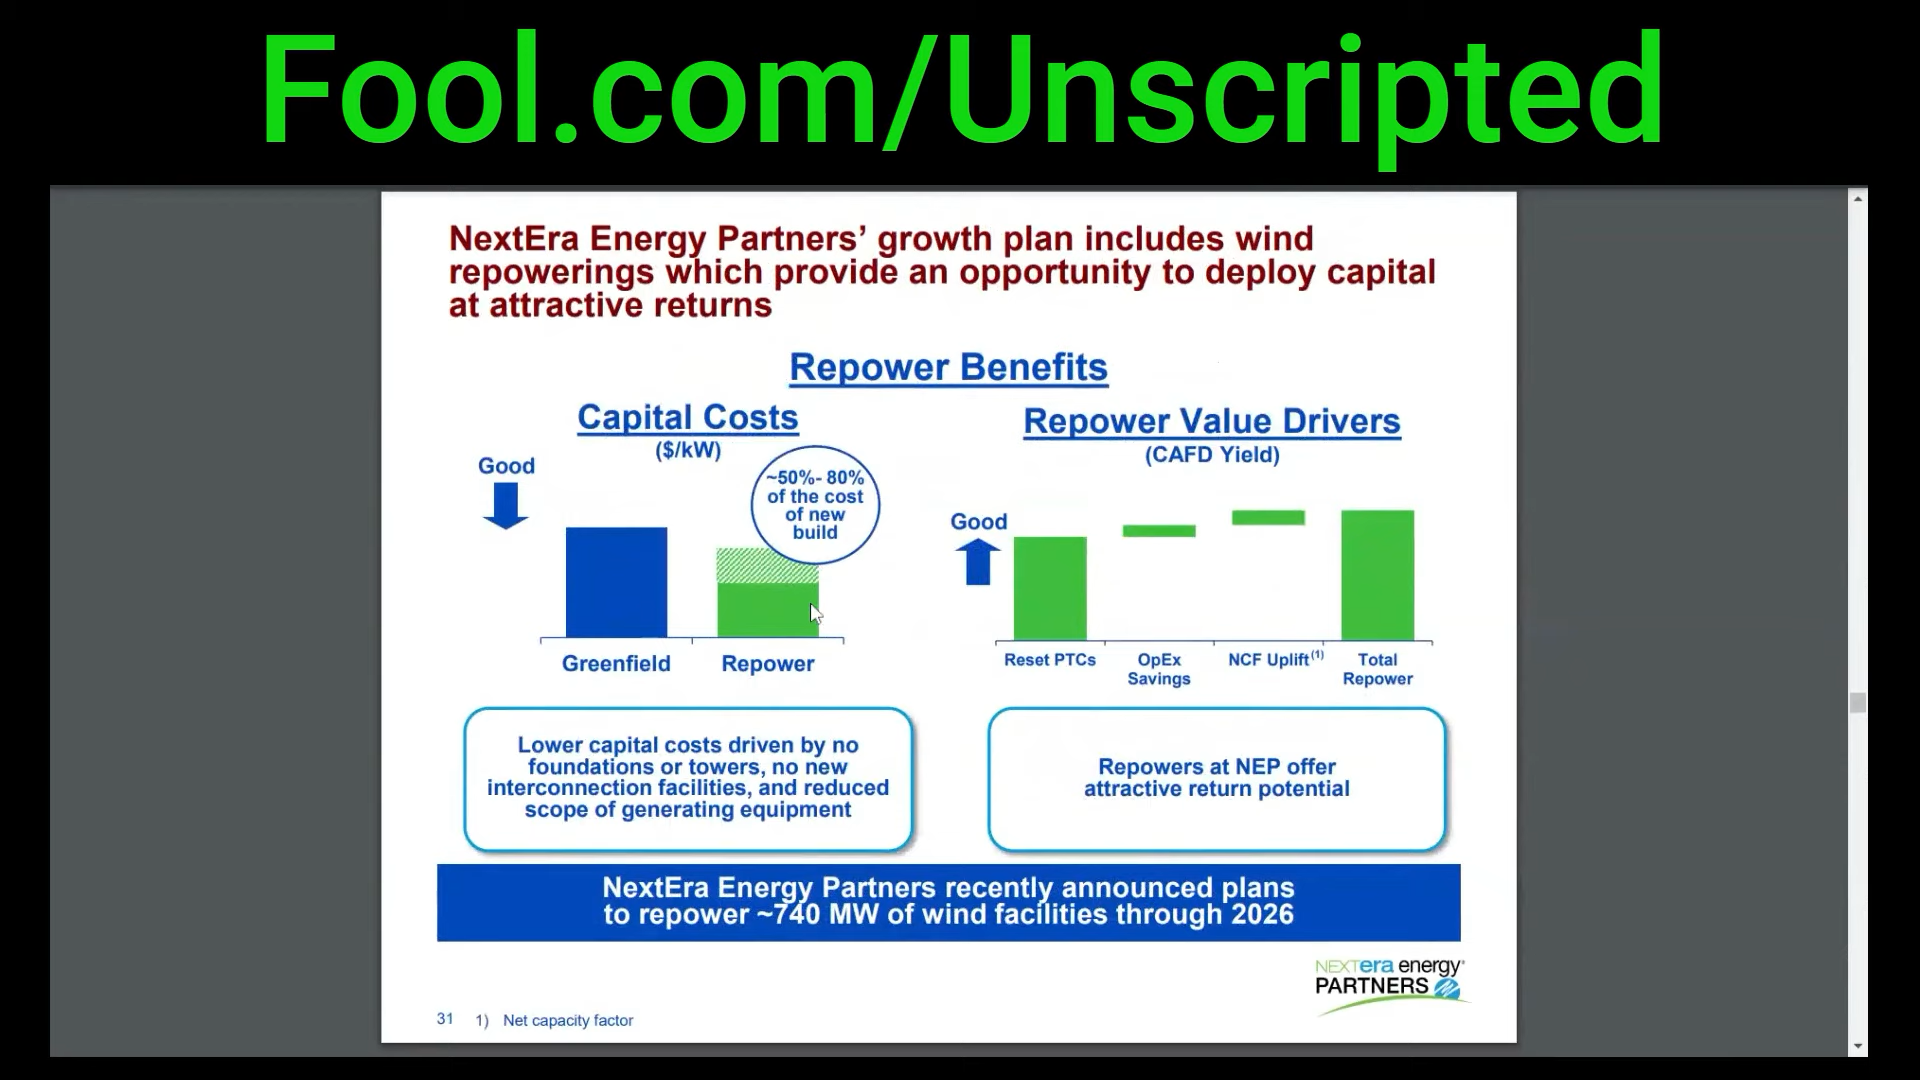 Fool.com/Unscripted
NextEra Energy Partners’ growth plan includes wind
repowerings which provide an opportunity to deploy capital
at attractive returns
Repower Benefits
Capital Costs
($/kW)
Good
~50%- 80%
of the cost
of new
build
Greenfield
Repower
Repower Value Drivers
(CAFD Yield)
Good
Reset PTCs
OpEx
Savings
NCF Uplift(1)
Total
Repower
Lower capital costs driven by no
foundations or towers, no new
interconnection facilities, and reduced
scope of generating equipment
Repowers at NEP offer
attractive return potential
NextEra Energy Partners recently announced plans
to repower ~740 MW of wind facilities through 2026
NEXTera energy®
PARTNERS
31 1) Net capacity factor